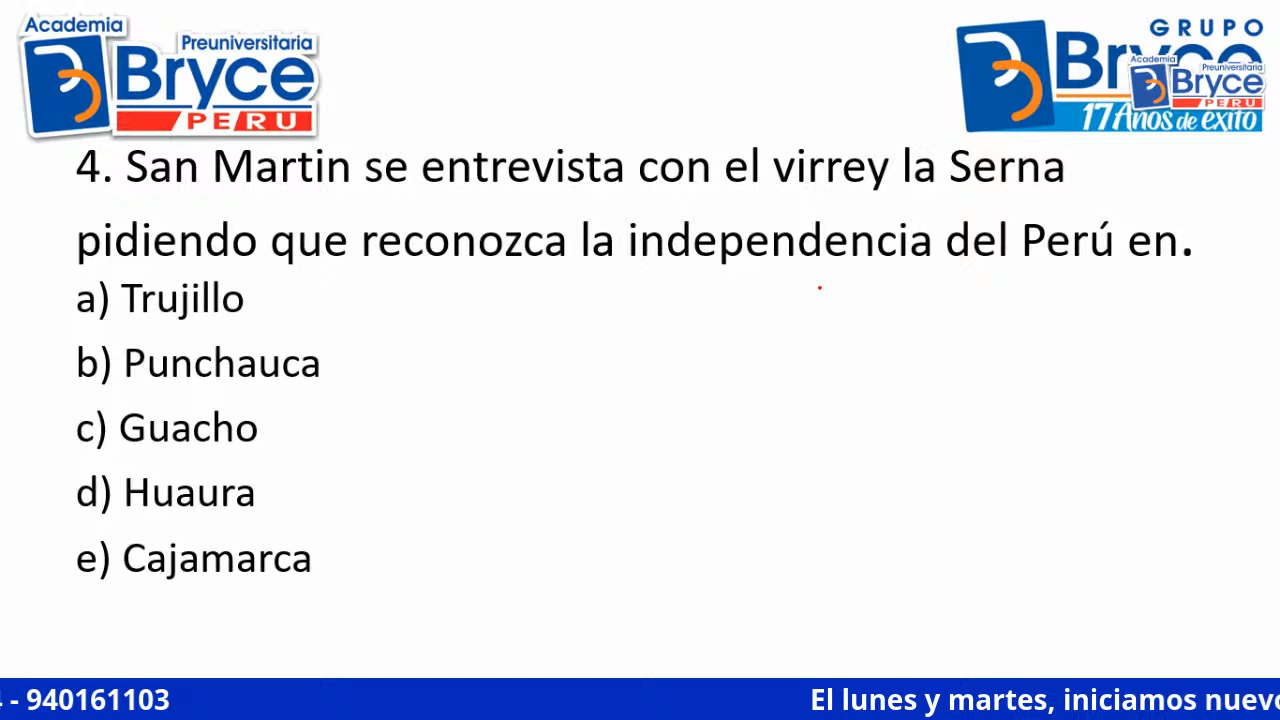 Academia
Preuniversitaria
Bryce
PERU
GRUPO
Academia
Preuniversitaria
Bryce
PERU
17 Años de éxito
4. San Martin se entrevista con el virrey la Serna
pidiendo que reconozca la independencia del Perú en.
a) Trujillo
b) Punchauca
c) Guacho
d) Huaura
e) Cajamarca
- 940161103
El lunes y martes, iniciamos